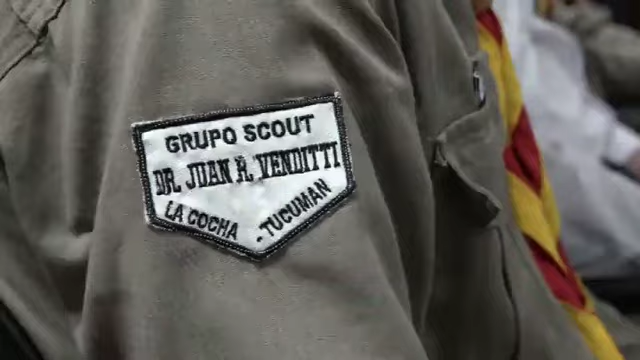 GRUPO SCOUT
DR. JUAN R. VENDITTI
LA COCHA - TUCUMAN